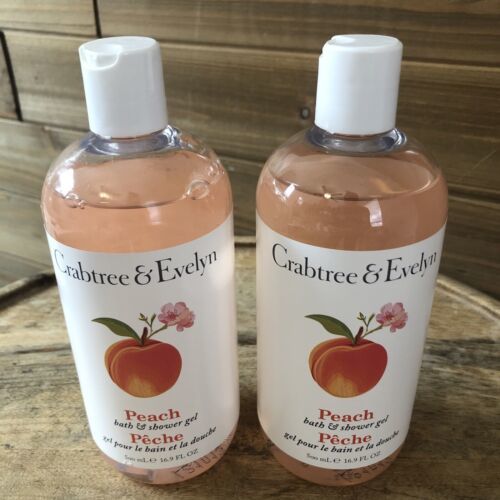 Crabtree & Evelyn
Peach
bath & shower gel
Pêche
gel pour le bain et la douche
500 mL ℮ 16.9 FL OZ
Crabtree & Evelyn
Peach
bath & shower gel
Pêche
gel pour le bain et la douche
500 mL ℮ 16.9 FL OZ